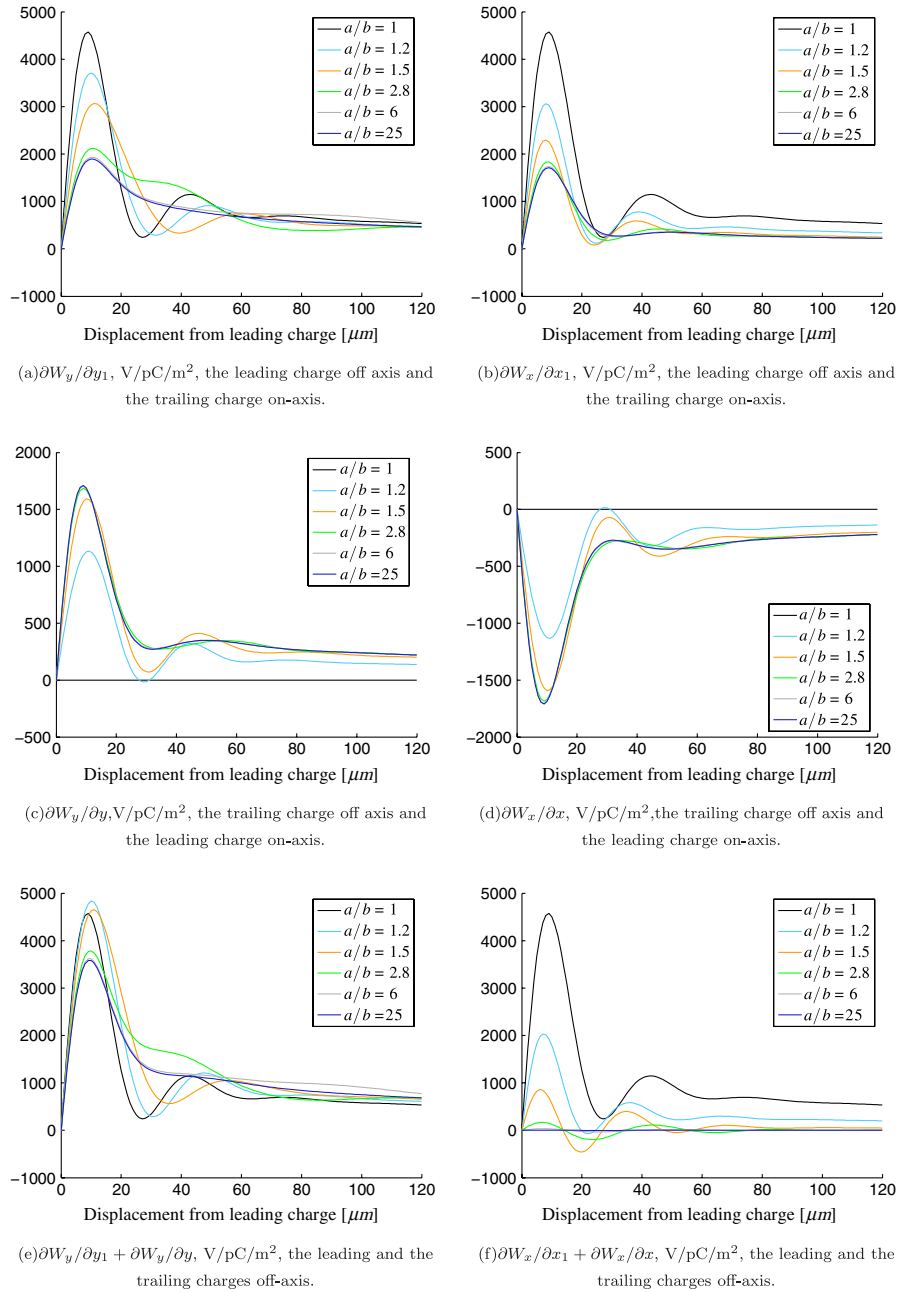 5000
4000
3000
2000
1000
0
−1000
0 20 40 60 80 100 120
a/b = 1
a/b = 1.2
a/b = 1.5
a/b = 2.8
a/b = 6
a/b =25
Displacement from leading charge [μm]
(a)∂W_y/∂y₁, V/pC/m², the leading charge off axis and
the trailing charge on-axis.
5000
4000
3000
2000
1000
0
−1000
0 20 40 60 80 100 120
a/b = 1
a/b = 1.2
a/b = 1.5
a/b = 2.8
a/b = 6
a/b = 25
Displacement from leading charge [μm]
(b)∂W_x/∂x₁, V/pC/m², the leading charge off axis and
the trailing charge on-axis.
2000
1500
1000
500
0
−500
0 20 40 60 80 100 120
a/b = 1
a/b = 1.2
a/b = 1.5
a/b = 2.8
a/b = 6
a/b =25
Displacement from leading charge [μm]
(c)∂W_y/∂y,V/pC/m², the trailing charge off axis and
the leading charge on-axis.
500
0
−500
−1000
−1500
−2000
0 20 40 60 80 100 120
a/b = 1
a/b = 1.2
a/b = 1.5
a/b = 2.8
a/b = 6
a/b =25
Displacement from leading charge [μm]
(d)∂W_x/∂x, V/pC/m²,the trailing charge off axis and
the leading charge on-axis.
5000
4000
3000
2000
1000
0
−1000
0 20 40 60 80 100 120
a/b = 1
a/b = 1.2
a/b = 1.5
a/b = 2.8
a/b = 6
a/b =25
Displacement from leading charge [μm]
(e)∂W_y/∂y₁ + ∂W_y/∂y, V/pC/m², the leading and the
trailing charges off-axis.
5000
4000
3000
2000
1000
0
−1000
0 20 40 60 80 100 120
a/b = 1
a/b = 1.2
a/b = 1.5
a/b = 2.8
a/b = 6
a/b = 25
Displacement from leading charge [μm]
(f)∂W_x/∂x₁ + ∂W_x/∂x, V/pC/m², the leading and the
trailing charges off-axis.